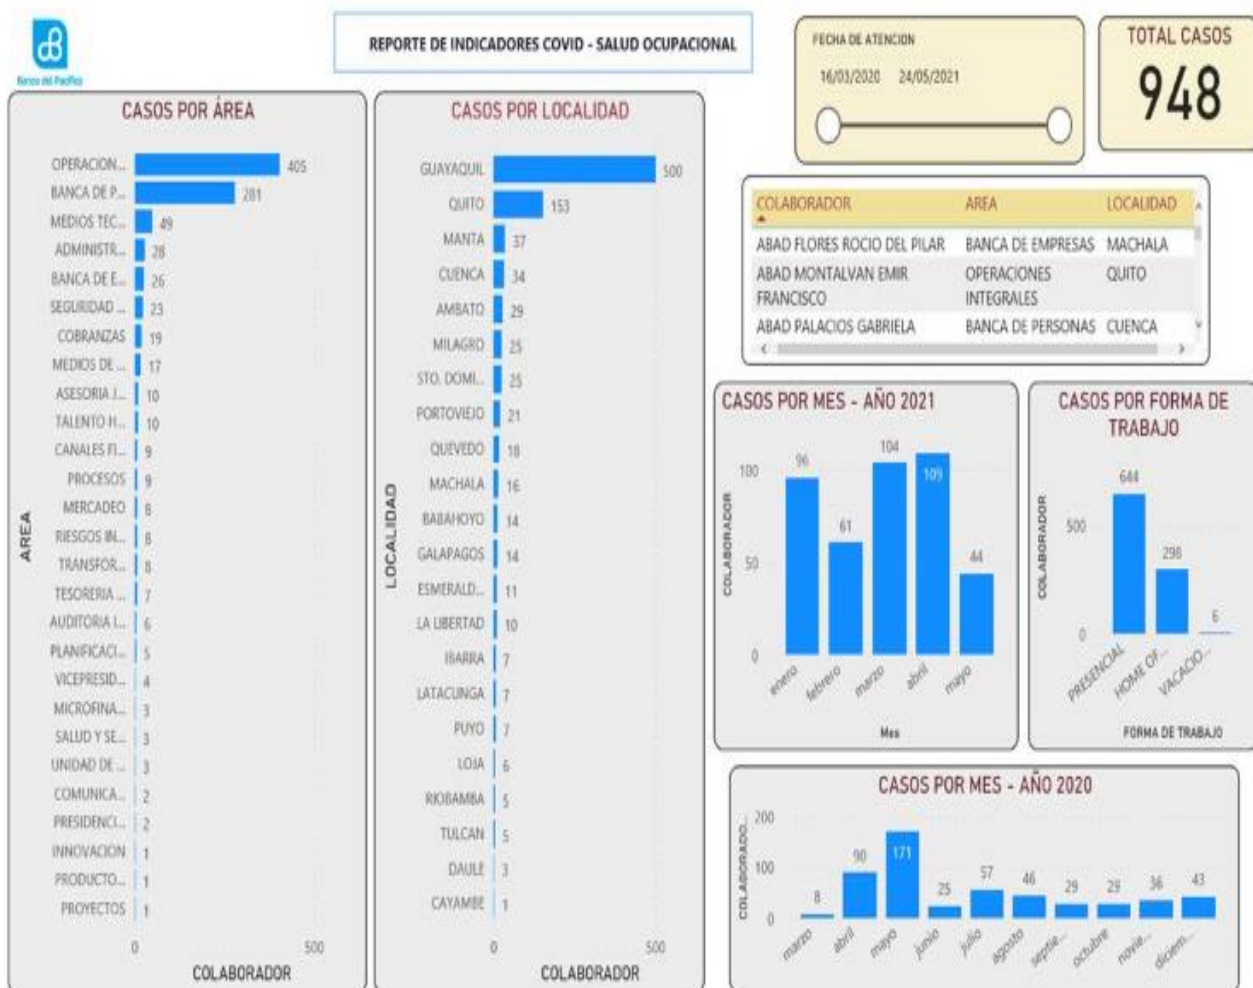 Banco del Pacífico
REPORTE DE INDICADORES COVID - SALUD OCUPACIONAL
FECHA DE ATENCION
16/03/2020 24/05/2021
TOTAL CASOS
948
CASOS POR ÁREA
AREA
OPERACION... 405
BANCA DE P... 281
MEDIOS TEC... 49
ADMINISTR... 28
BANCA DE E... 26
SEGURIDAD ... 23
COBRANZAS 19
MEDIOS DE ... 17
ASESORIA J... 10
TALENTO H... 10
CANALES FI... 9
PROCESOS 9
MERCADEO 8
RIESGOS IN... 8
TRANSFOR... 8
TESORERIA ... 7
AUDITORIA I... 6
PLANIFICACI... 5
VICEPRESID... 4
MICROFINA... 3
SALUD Y SE... 3
UNIDAD DE ... 3
COMUNICA... 2
PRESIDENCI... 2
INNOVACION 1
PRODUCTO... 1
PROYECTOS 1
0 500
COLABORADOR
CASOS POR LOCALIDAD
LOCALIDAD
GUAYAQUIL 500
QUITO 153
MANTA 37
CUENCA 34
AMBATO 29
MILAGRO 25
STO. DOMI... 25
PORTOVIEJO 21
QUEVEDO 18
MACHALA 16
BABAHOYO 14
GALAPAGOS 14
ESMERALD... 11
LA LIBERTAD 10
IBARRA 7
LATACUNGA 7
PUYO 7
LOJA 6
RIOBAMBA 5
TULCAN 5
DAULE 3
CAYAMBE 1
0 500
COLABORADOR
COLABORADOR AREA LOCALIDAD
ABAD FLORES ROCIO DEL PILAR BANCA DE EMPRESAS MACHALA
ABAD MONTALVAN EMIR OPERACIONES QUITO
FRANCISCO INTEGRALES
ABAD PALACIOS GABRIELA BANCA DE PERSONAS CUENCA
CASOS POR MES - AÑO 2021
COLABORADOR
100
50
0
96 61 104 109 44
enero febrero marzo abril mayo
Mes
CASOS POR FORMA DE
TRABAJO
COLABORADOR
500
0
644 298 6
PRESENCIAL HOME OF... VACACIO...
FORMA DE TRABAJO
CASOS POR MES - AÑO 2020
COLABORADO...
200
100
0
8 90 171 25 57 46 29 29 36 43
marzo abril mayo junio julio agosto septie... octubre novie... diciem...